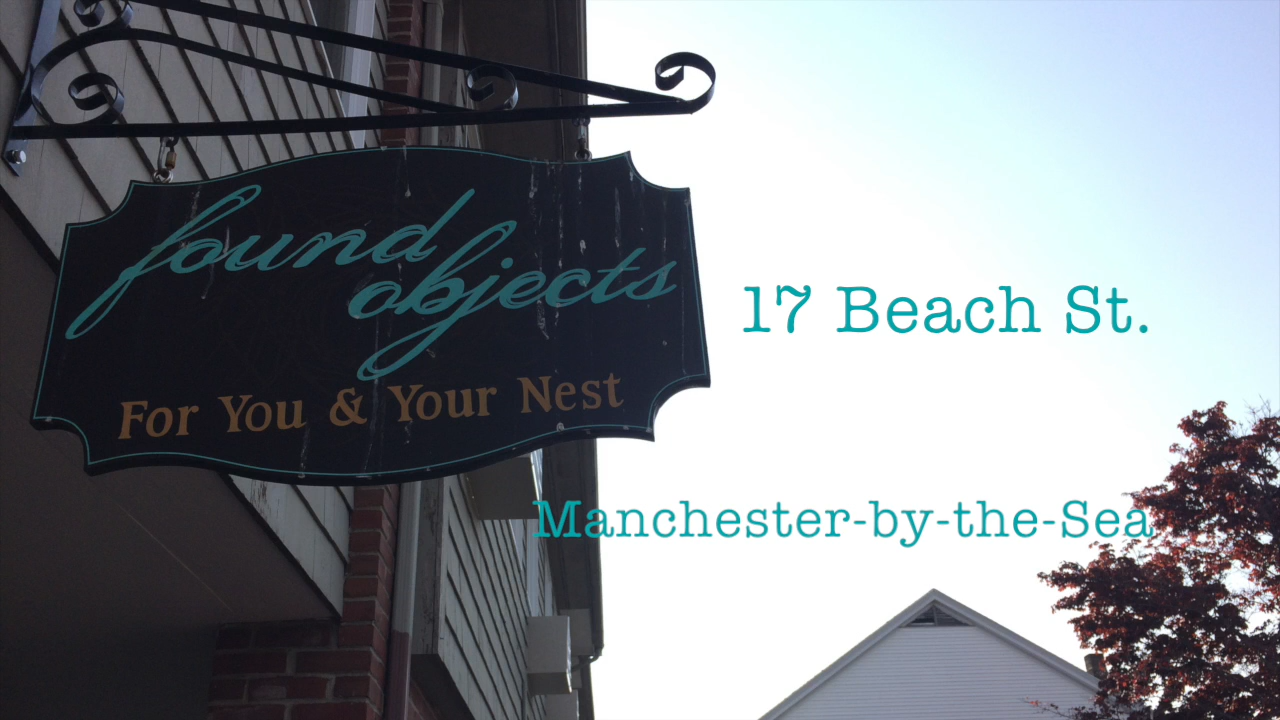 found
objects
For You & Your Nest
17 Beach St.
Manchester-by-the-Sea